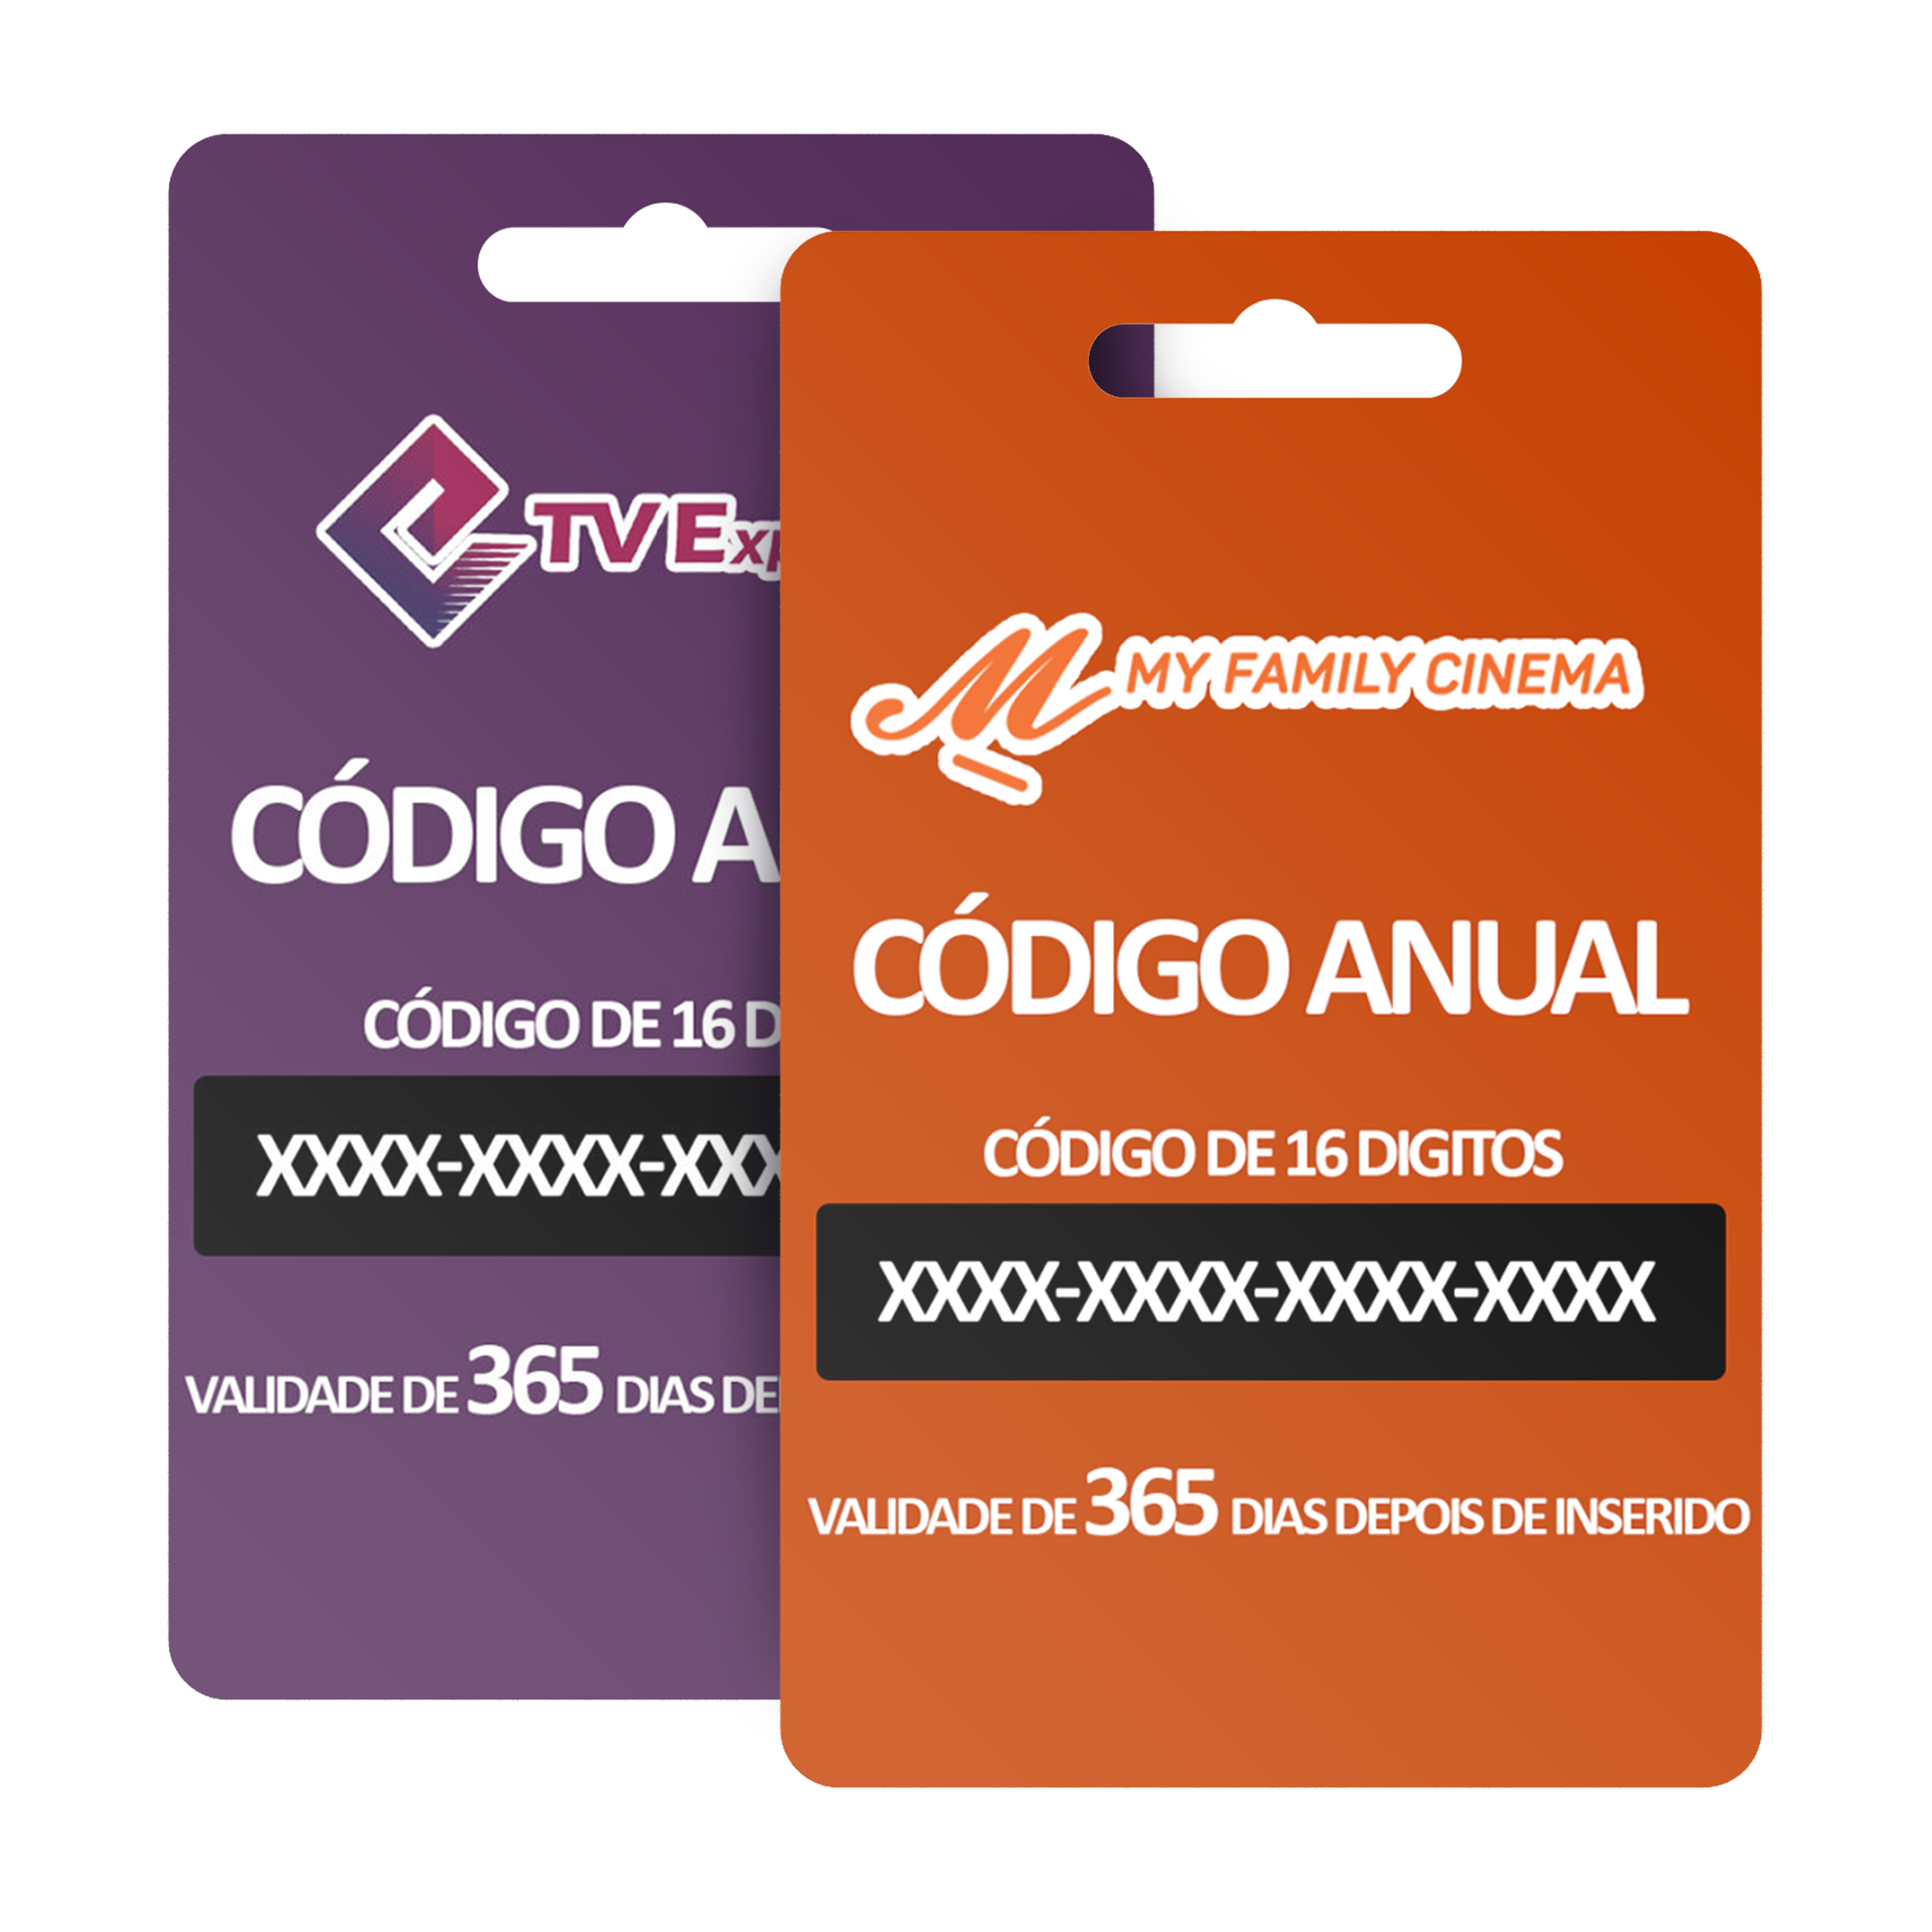 TV Exp
CÓDIGO A
CÓDIGO DE 16 D
XXXX-XXXX-XXX
VALIDADE DE 365 DIAS DE
MY FAMILY CINEMA
CÓDIGO ANUAL
CÓDIGO DE 16 DIGITOS
XXXX-XXXX-XXXX-XXXX
VALIDADE DE 365 DIAS DEPOIS DE INSERIDO